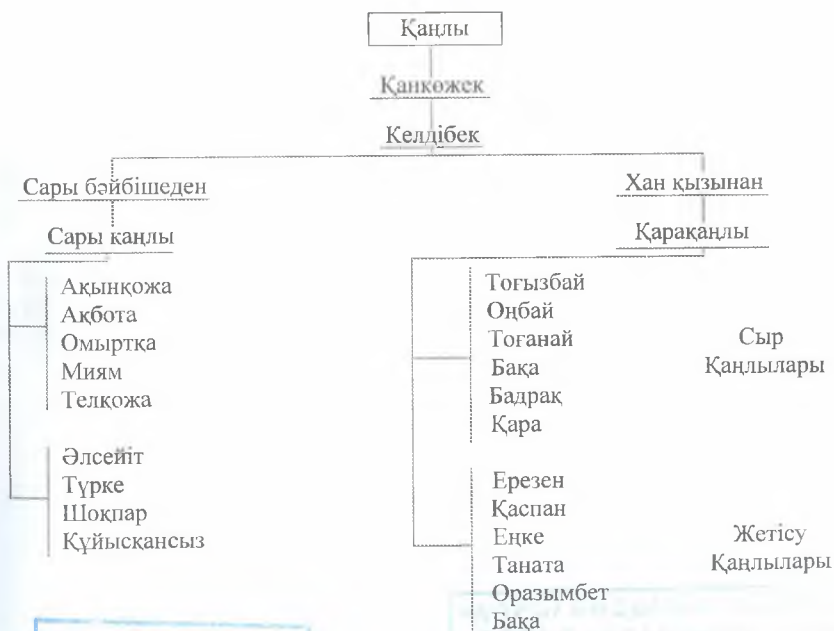 Қаңлы
Қанкөжек
Келдібек
Сары бәйбішеден
Сары қаңлы
Ақынқожа
Ақбота
Омыртқа
Миям
Телқожа
Әлсейіт
Түрке
Шоқпар
Құйысқансыз
Хан қызынан
Қарақаңлы
Тоғызбай
Оңбай
Тоғанай
Бақа
Бадрақ
Қара
Сыр
Қаңлылары
Ерезен
Қаспан
Еңке
Таната
Оразымбет
Бақа
Жетісу
Қаңлылары